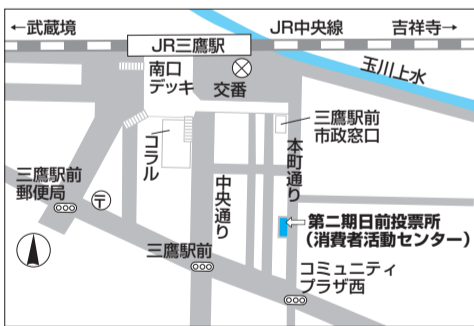 ←武蔵境
JR中央線
吉祥寺→
JR三鷹駅
玉川上水
南口
デッキ
交番
三鷹駅前
市政窓口
コラル
本町通り
中央通り
三鷹駅前
郵便局
〒
第二期日前投票所
(消費者活動センター)
三鷹駅前
コミュニティ
プラザ西